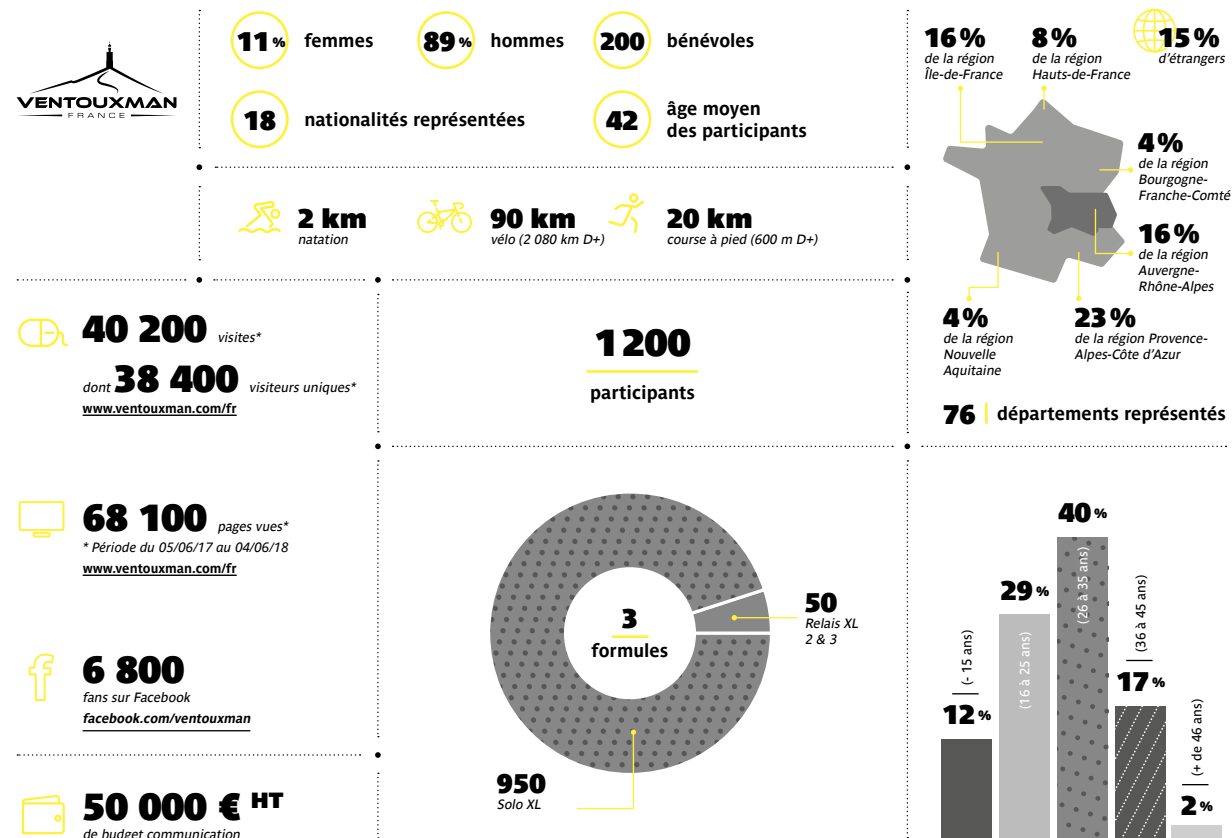 VENTOUXMAN
FRANCE
11 % femmes
89 % hommes
200 bénévoles
18 nationalités représentées
42 âge moyen
des participants
2 km
natation
90 km
vélo (2 080 km D+)
20 km
course à pied (600 m D+)
16 %
de la région
Île-de-France
8 %
de la région
Hauts-de-France
15 %
d'étrangers
4 %
de la région
Bourgogne-
Franche-Comté
16 %
de la région
Auvergne-
Rhône-Alpes
4 %
de la région
Nouvelle
Aquitaine
23 %
de la région Provence-
Alpes-Côte d'Azur
76 départements représentés
40 200 visites*
dont 38 400 visiteurs uniques*
www.ventouxman.com/fr
68 100 pages vues*
* Période du 05/06/17 au 04/06/18
www.ventouxman.com/fr
6 800
fans sur Facebook
facebook.com/ventouxman
50 000 € HT
de budget communication
1 200
participants
3
formules
50
Relais XL
2 & 3
950
Solo XL
12 %
(- 15 ans)
29 %
(16 à 25 ans)
40 %
(26 à 35 ans)
17 %
(36 à 45 ans)
2 %
(+ de 46 ans)